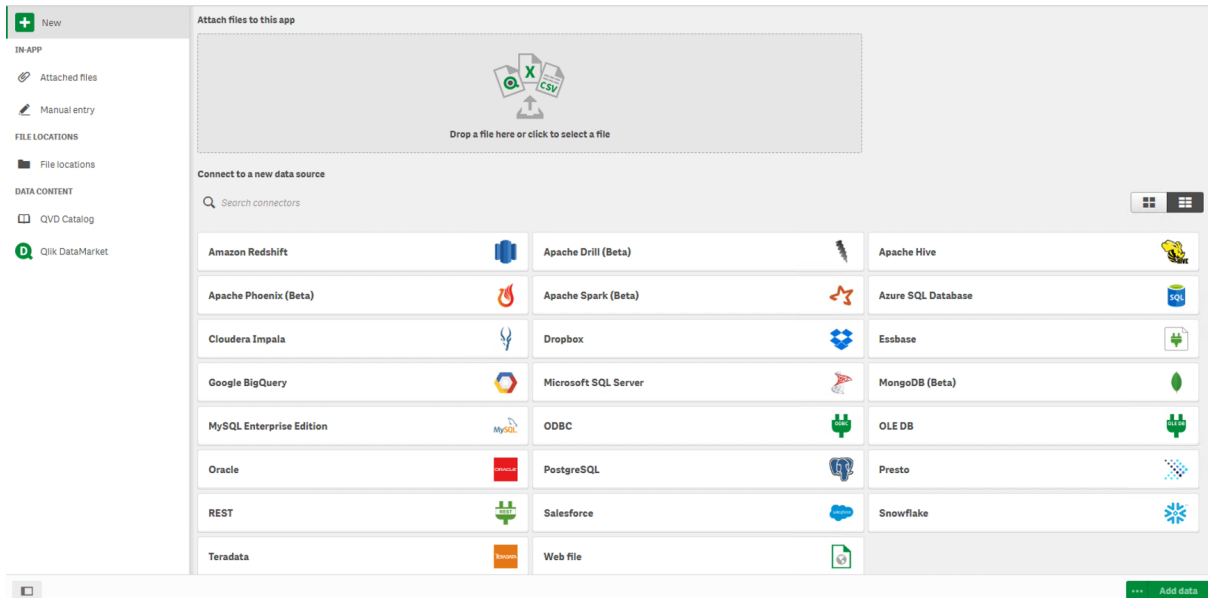 New
IN-APP
Attached files
Manual entry
FILE LOCATIONS
File locations
DATA CONTENT
QVD Catalog
D
Qlik DataMarket
Attach files to this app
X
CSV
Drop a file here or click to select a file
Connect to a new data source
Search connectors
Amazon Redshift
Apache Drill (Beta)
Apache Hive
HIVE
Apache Phoenix (Beta)
Apache Spark (Beta)
Azure SQL Database
SQL
Cloudera Impala
Dropbox
Essbase
Google BigQuery
Microsoft SQL Server
MongoDB (Beta)
MySQL Enterprise Edition
MySQL
ODBC
ODBC
OLE DB
OLE DB
Oracle
ORACLE
PostgreSQL
Presto
REST
REST
Salesforce
salesforce
Snowflake
Teradata
TERADATA
Web file
Add data